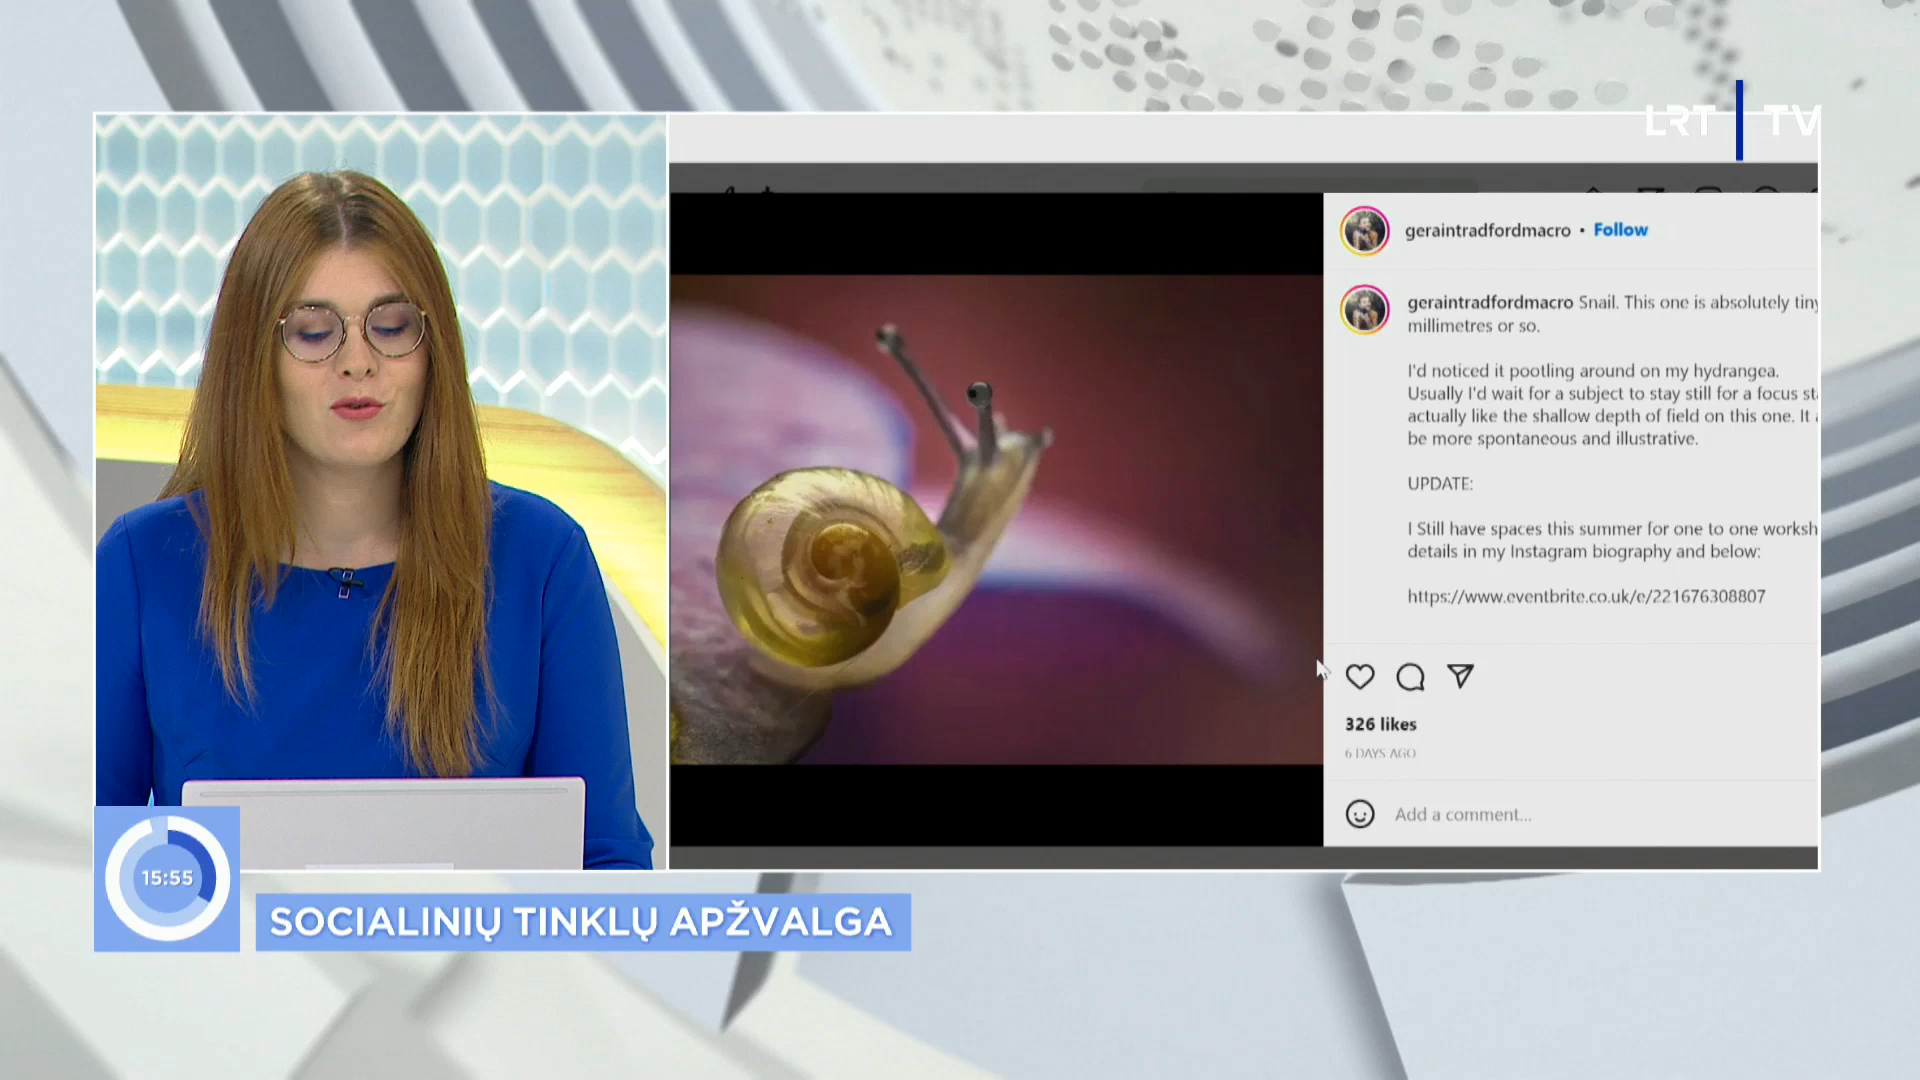 LRT TV
geraintradfordmacro • Follow
geraintradfordmacro Snail. This one is absolutely tiny
millimetres or so.
I'd noticed it pootling around on my hydrangea.
Usually I'd wait for a subject to stay still for a focus
actually like the shallow depth of field on this one. It
be more spontaneous and illustrative.
UPDATE:
I Still have spaces this summer for one to one
details in my Instagram biography and below:
https://www.eventbrite.co.uk/e/221676308807
326 likes
6 DAYS AGO
Add a comment...
15:55
SOCIALINIŲ TINKLŲ APŽVALGA